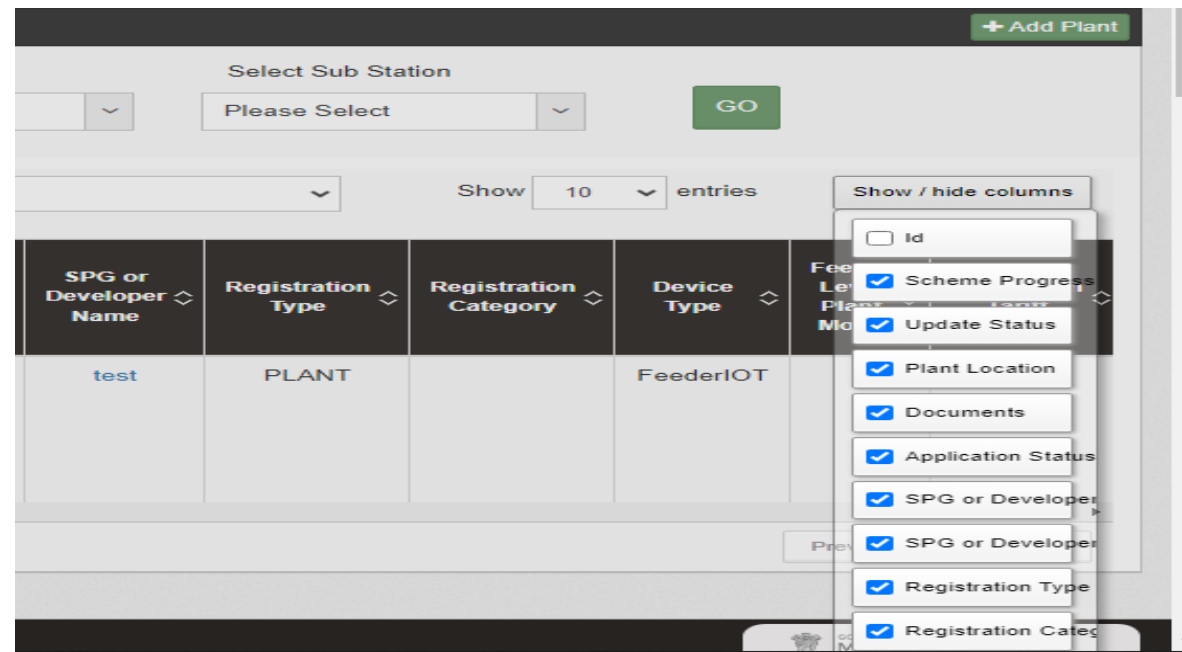 + Add Plant
Select Sub Station
Please Select
GO
Show 10 entries
Show / hide columns
SPG or
Developer
Name
Registration
Type
Registration
Category
Device
Type
test
PLANT
FeederIOT
Id
Scheme Progress
Update Status
Plant Location
Documents
Application Status
SPG or Developer
SPG or Developer
Registration Type
Registration Categ